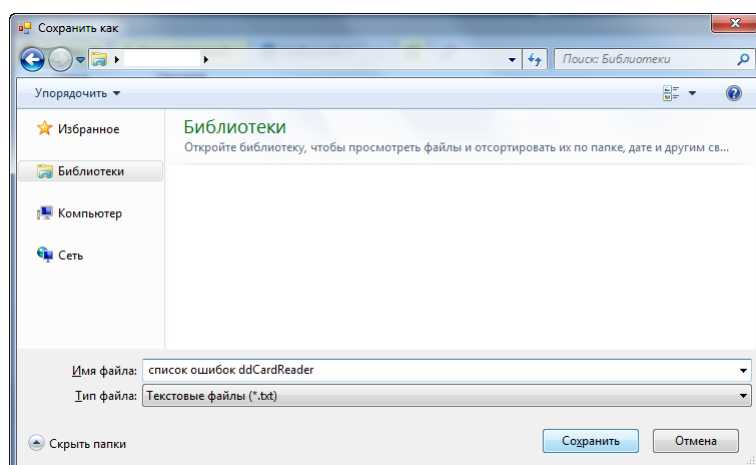 Сохранить как
Поиск: Библиотеки
Упорядочить
Избранное
Библиотеки
Компьютер
Сеть
Библиотеки
Откройте библиотеку, чтобы просмотреть файлы и отсортировать их по папке, дате и другим св...
Имя файла: список ошибок ddCardReader
Тип файла: Текстовые файлы (*.txt)
Скрыть папки
Сохранить
Отмена